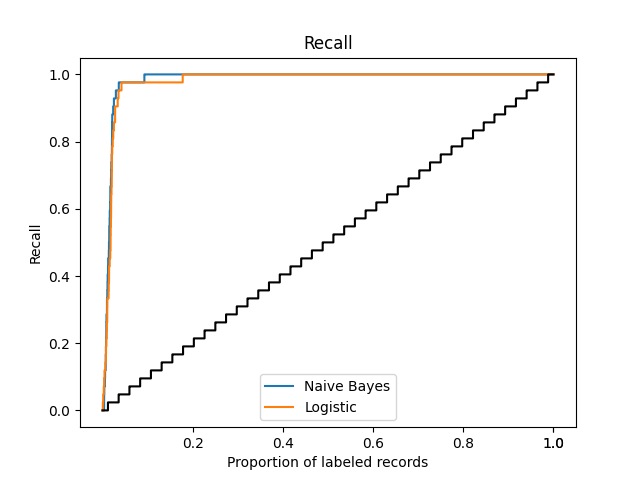 Recall
1.0
0.8
0.6
0.4
0.2
0.0
Recall
Naive Bayes
Logistic
0.2 0.4 0.6 0.8 1.0 1.0
Proportion of labeled records